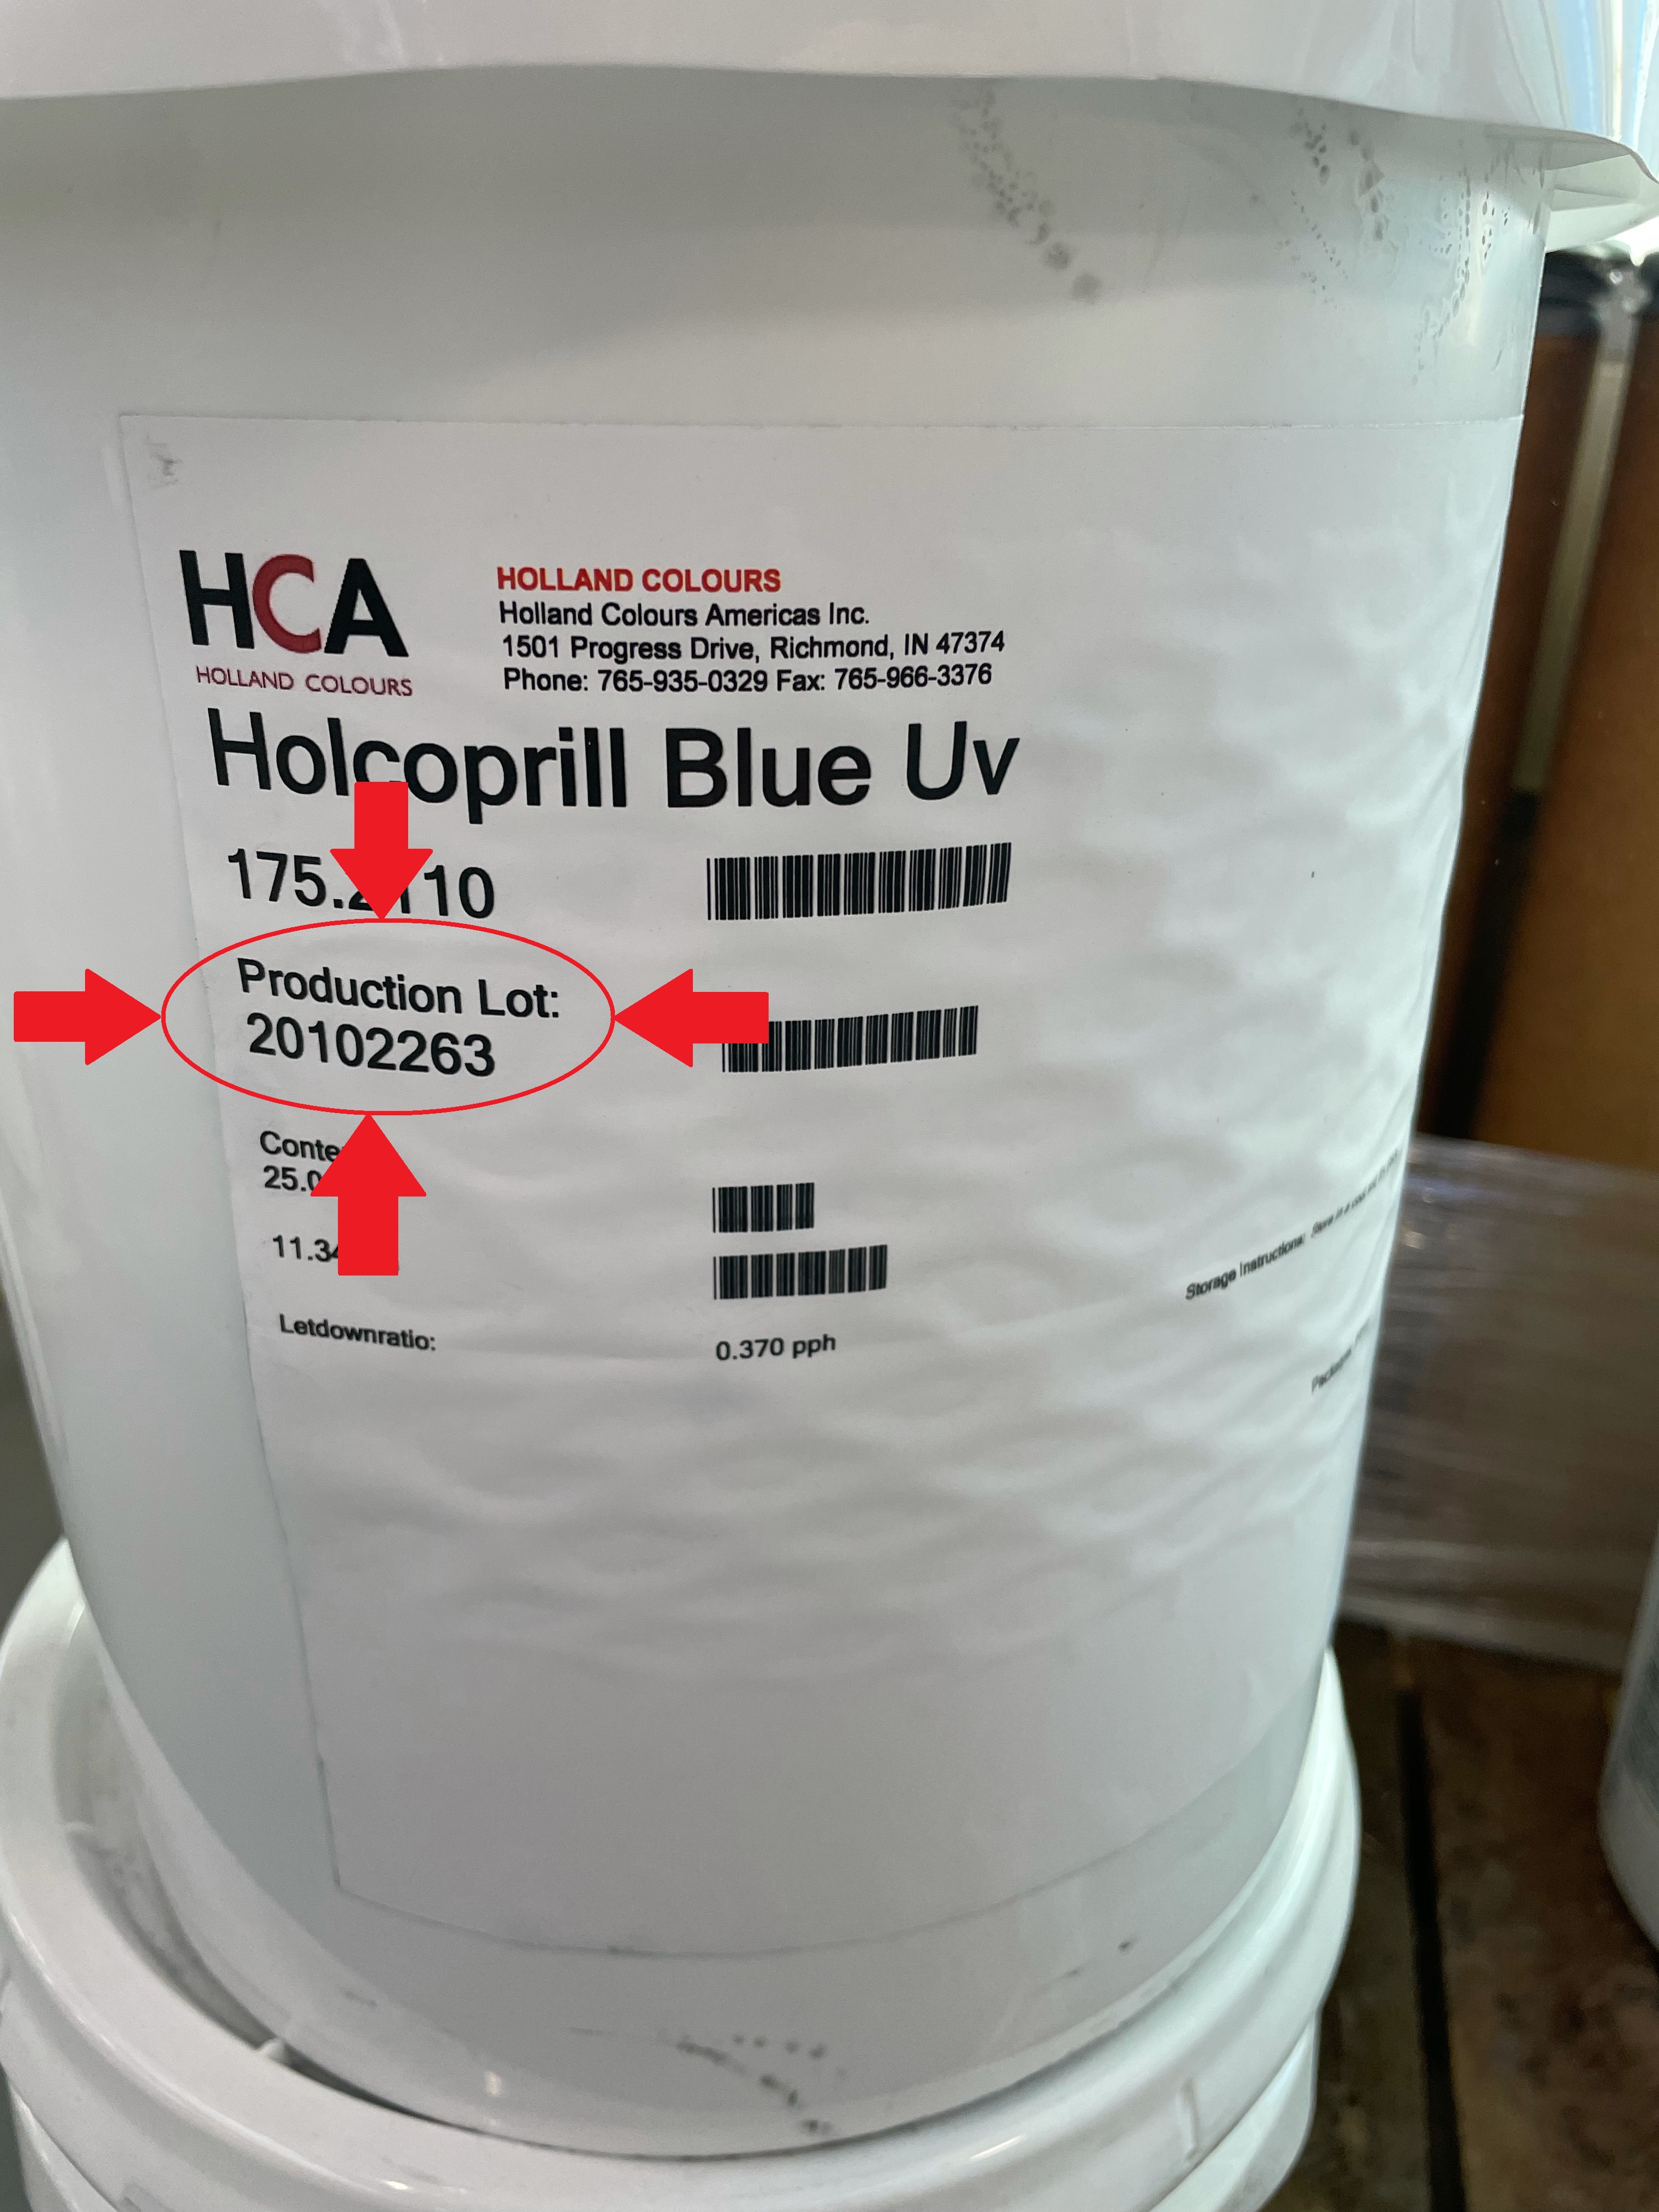 HCA
HOLLAND COLOURS
HOLLAND COLOURS
Holland Colours Americas Inc.
1501 Progress Drive, Richmond, IN 47374
Phone: 765-935-0329 Fax: 765-966-3376
Holcoprill Blue Uv
Production Lot:
20102263
Letdownratio:
0.370 pph
Storage Instructions: